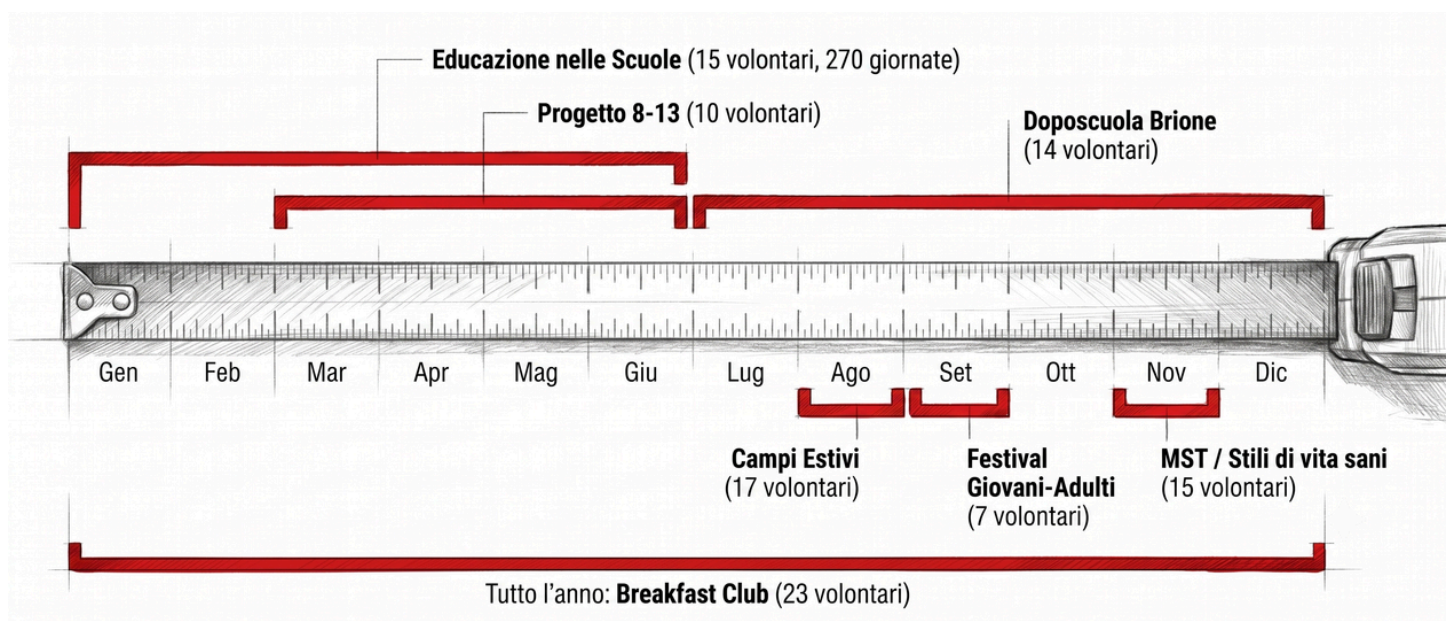 Educazione nelle Scuole (15 volontari, 270 giornate)
Progetto 8-13 (10 volontari)
Doposcuola Brione
(14 volontari)
Gen Feb Mar Apr Mag Giu Lug Ago Set Ott Nov Dic
Campi Estivi
(17 volontari)
Festival
Giovani-Adulti
(7 volontari)
MST / Stili di vita sani
(15 volontari)
Tutto l’anno: Breakfast Club (23 volontari)